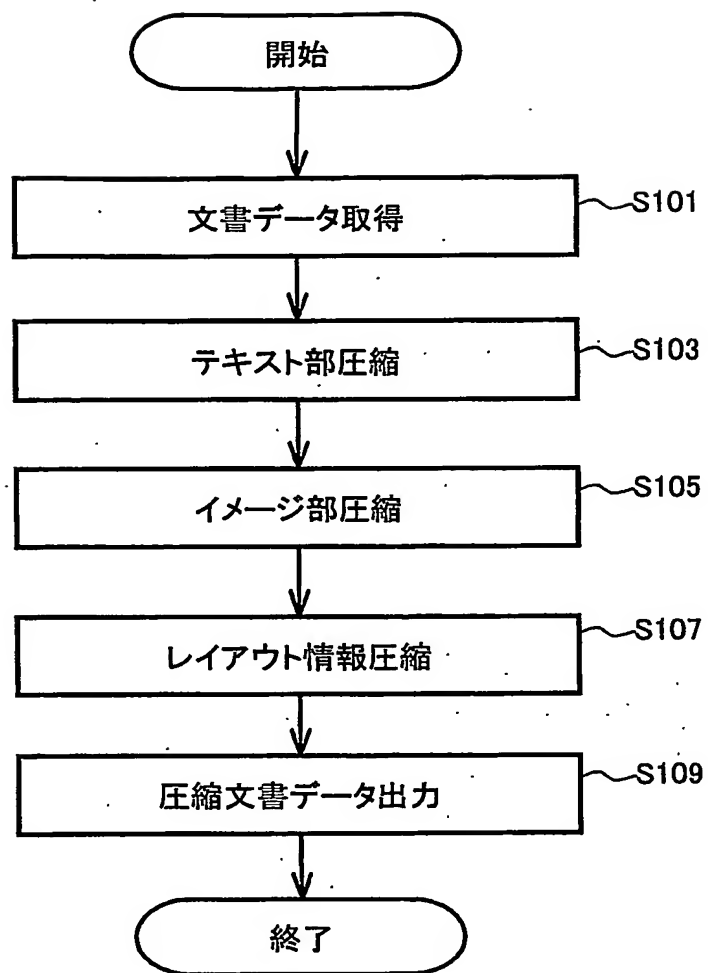 開始
文書データ取得
S101
テキスト部圧縮
S103
イメージ部圧縮
S105
レイアウト情報圧縮
S107
圧縮文書データ出力
S109
終了